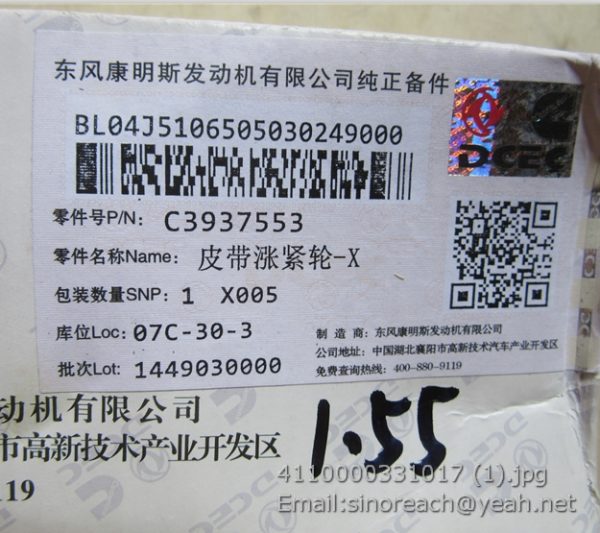 东风康明斯发动机有限公司纯正备件
BL04J5106505030249000
DCEC
零件号P/N: C3937553
零件名称Name: 皮带涨紧轮-X
包装数量SNP: 1 X005
库位Loc: 07C-30-3
批次Lot: 1449030000
制 造 商: 东风康明斯发动机有限公司
公司地址: 中国湖北襄阳市高新技术汽车产业开发区
免费查询热线: 400-880-9119
动机有限公司
市高新技术产业开发区
119
1.55
4110000331017 (1).jpg
Email:sinoreach@yeah.net